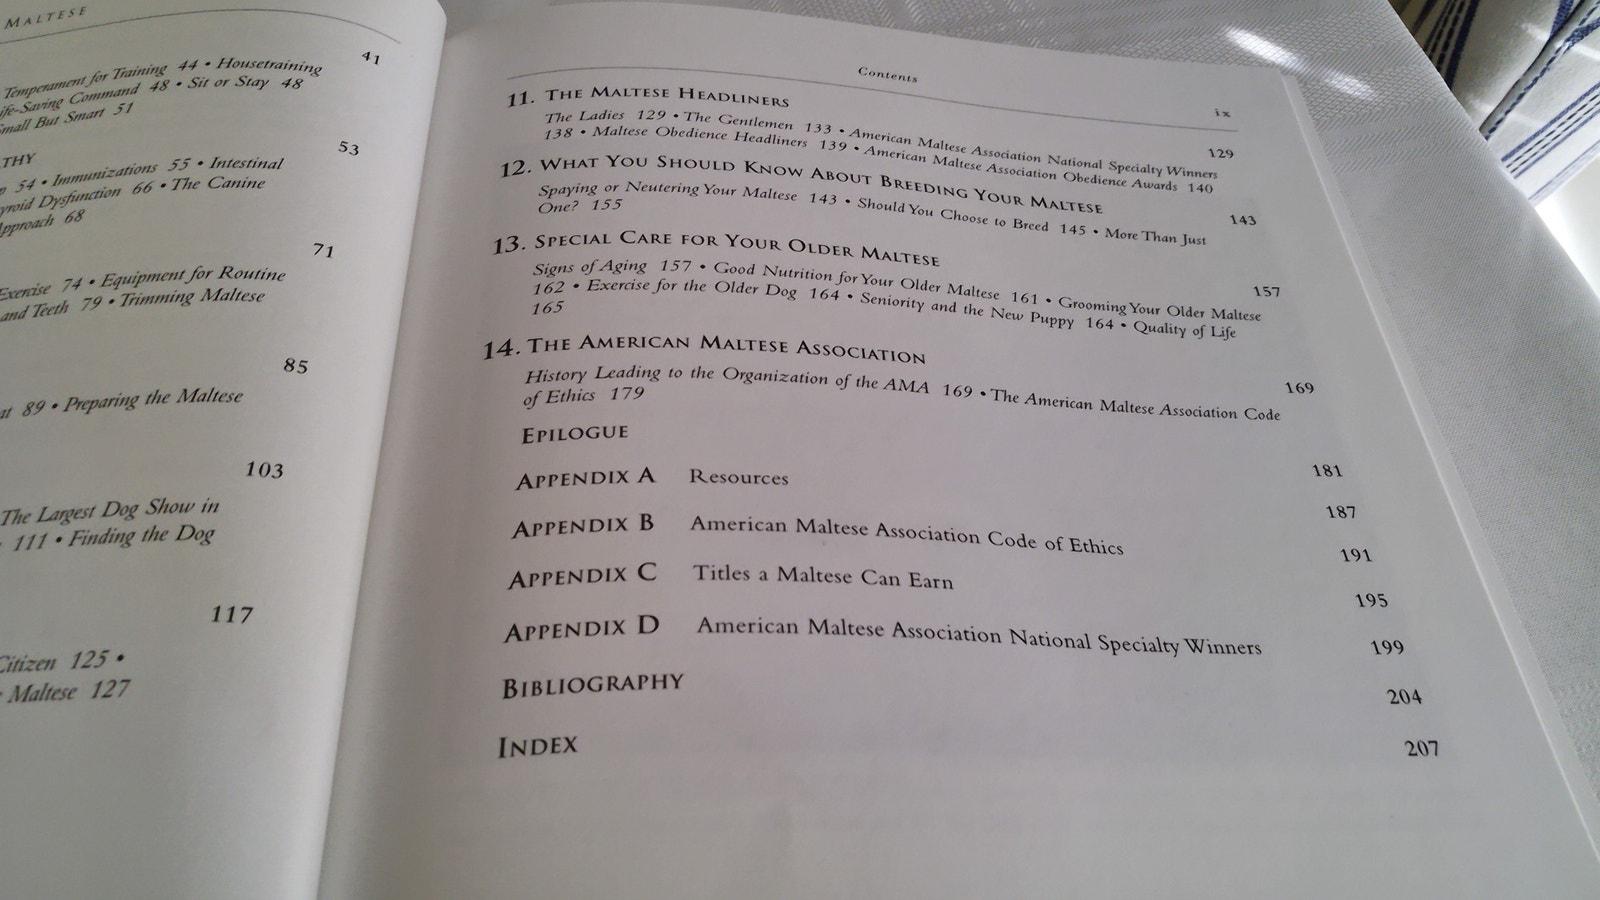 MALTESE
41
Temperament for Training 44 • Housetraining
Life-Saving Command 48 • Sit or Stay 48
Small But Smart 51
THY
53
54 • Immunizations 55 • Intestinal
Dysfunction 66 • The Canine
Approach 68
71
Exercise 74 • Equipment for Routine
and Teeth 79 • Trimming Maltese
85
at 89 • Preparing the Maltese
103
The Largest Dog Show in
111 • Finding the Dog
117
Citizen 125 •
Maltese 127
Contents
ix
11. THE MALTESE HEADLINERS
129
The Ladies 129 • The Gentlemen 133 • American Maltese Association National Specialty Winners
138 • Maltese Obedience Headliners 139 • American Maltese Association Obedience Awards 140
12. WHAT YOU SHOULD KNOW ABOUT BREEDING YOUR MALTESE
143
Spaying or Neutering Your Maltese 143 • Should You Choose to Breed 145 • More Than Just
One? 155
13. SPECIAL CARE FOR YOUR OLDER MALTESE
157
Signs of Aging 157 • Good Nutrition for Your Older Maltese 161 • Grooming Your Older Maltese
162 • Exercise for the Older Dog 164 • Seniority and the New Puppy 164 • Quality of Life
165
14. THE AMERICAN MALTESE ASSOCIATION
169
History Leading to the Organization of the AMA 169 • The American Maltese Association Code
of Ethics 179
EPILOGUE
181
APPENDIX A Resources
187
APPENDIX B American Maltese Association Code of Ethics
191
APPENDIX C Titles a Maltese Can Earn
195
APPENDIX D American Maltese Association National Specialty Winners
199
BIBLIOGRAPHY
204
INDEX
207